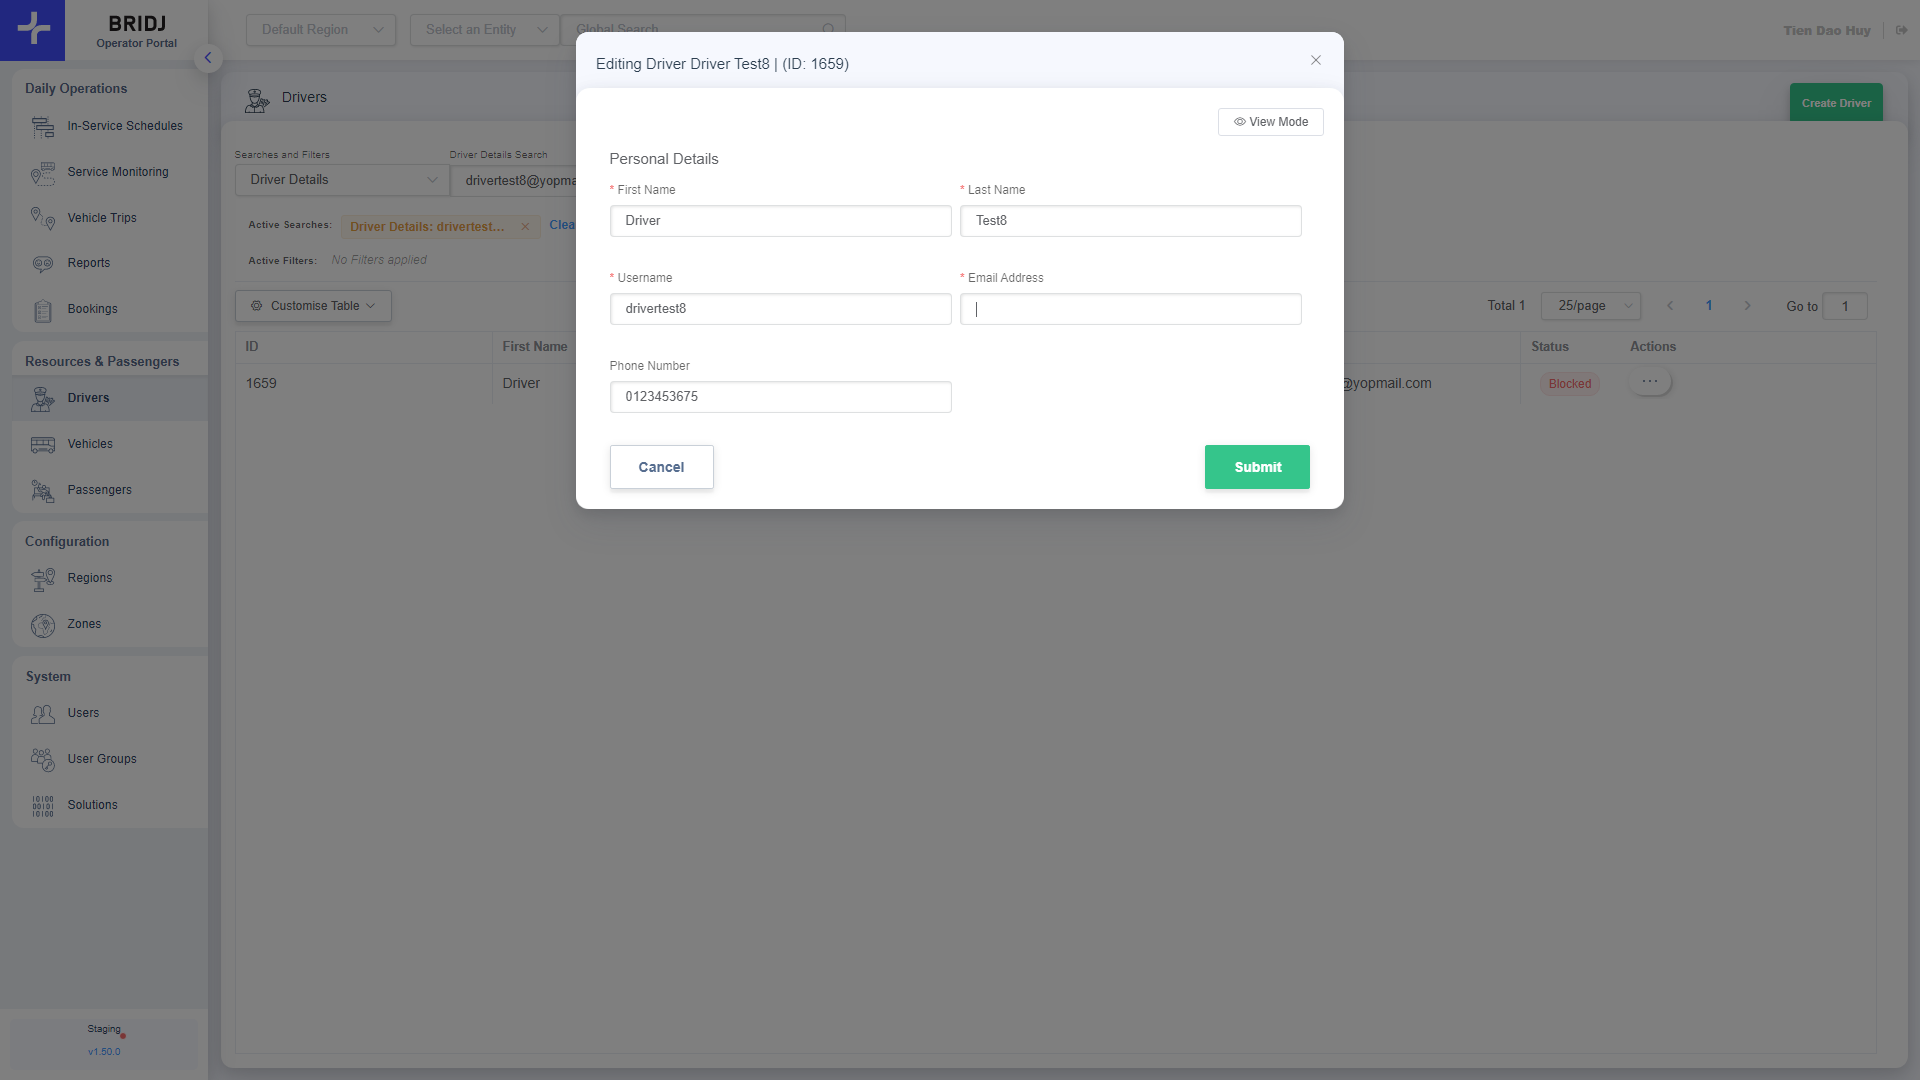 BRIDJ
Operator Portal
Default Region
Select an Entity
Global Search
Tien Dao Huy
Daily Operations
In-Service Schedules
Service Monitoring
Vehicle Trips
Reports
Bookings
Resources & Passengers
Drivers
Vehicles
Passengers
Configuration
Regions
Zones
System
Users
User Groups
Solutions
Staging
v1.50.0
Drivers
Create Driver
Searches and Filters
Driver Details Search
Driver Details
drivertest8@yopma
Active Searches:
Driver Details: drivertest...
Clea
Active Filters:
No Filters applied
Customise Table
Total 1
25/page
1
Go to
1
ID
First Name
Status
Actions
1659
Driver
@yopmail.com
Blocked
Editing Driver Driver Test8 | (ID: 1659)
View Mode
Personal Details
* First Name
* Last Name
Driver
Test8
* Username
* Email Address
drivertest8
Phone Number
0123453675
Cancel
Submit